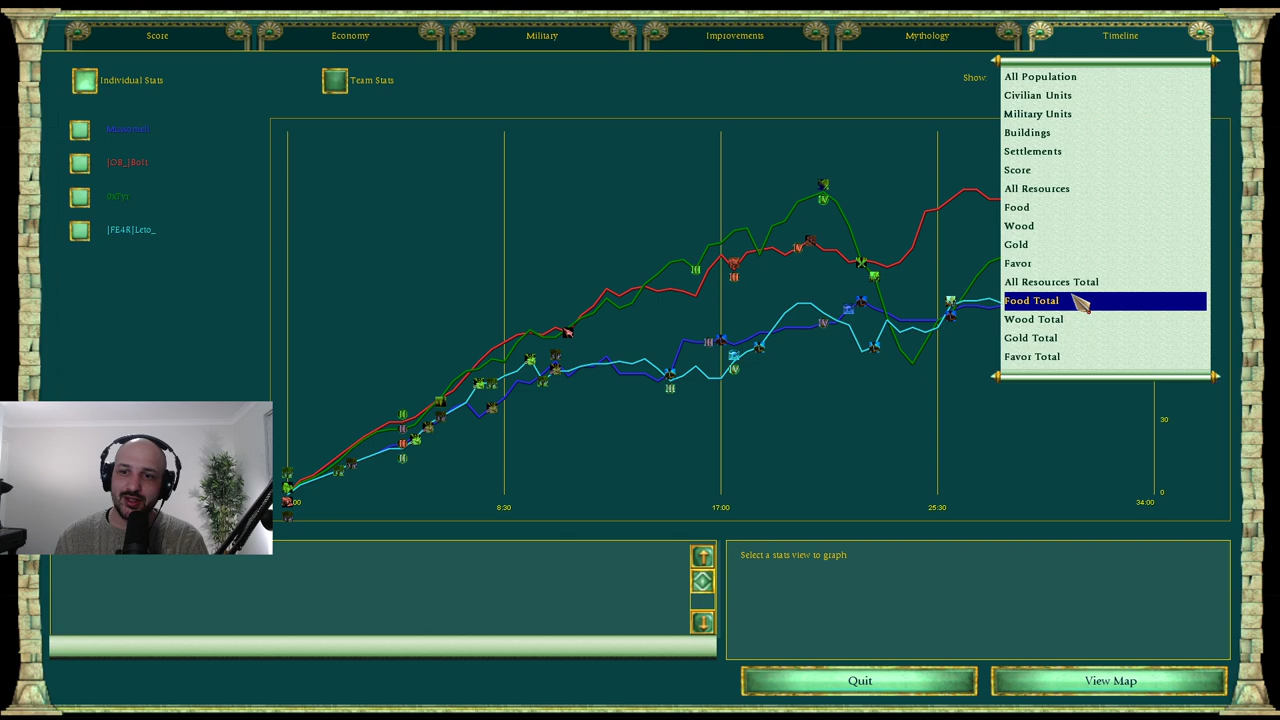 Score
Economy
Military
Improvements
Mythology
Timeline
Individual Stats
Team Stats
Show:
All Population
Civilian Units
Military Units
Buildings
Settlements
Score
All Resources
Food
Wood
Gold
Favor
All Resources Total
Food Total
Wood Total
Gold Total
Favor Total
|OB_|Bolt
|FE4R|Leto_
30
0
:00
8:30
17:00
25:30
34:00
Select a stats view to graph
Quit
View Map